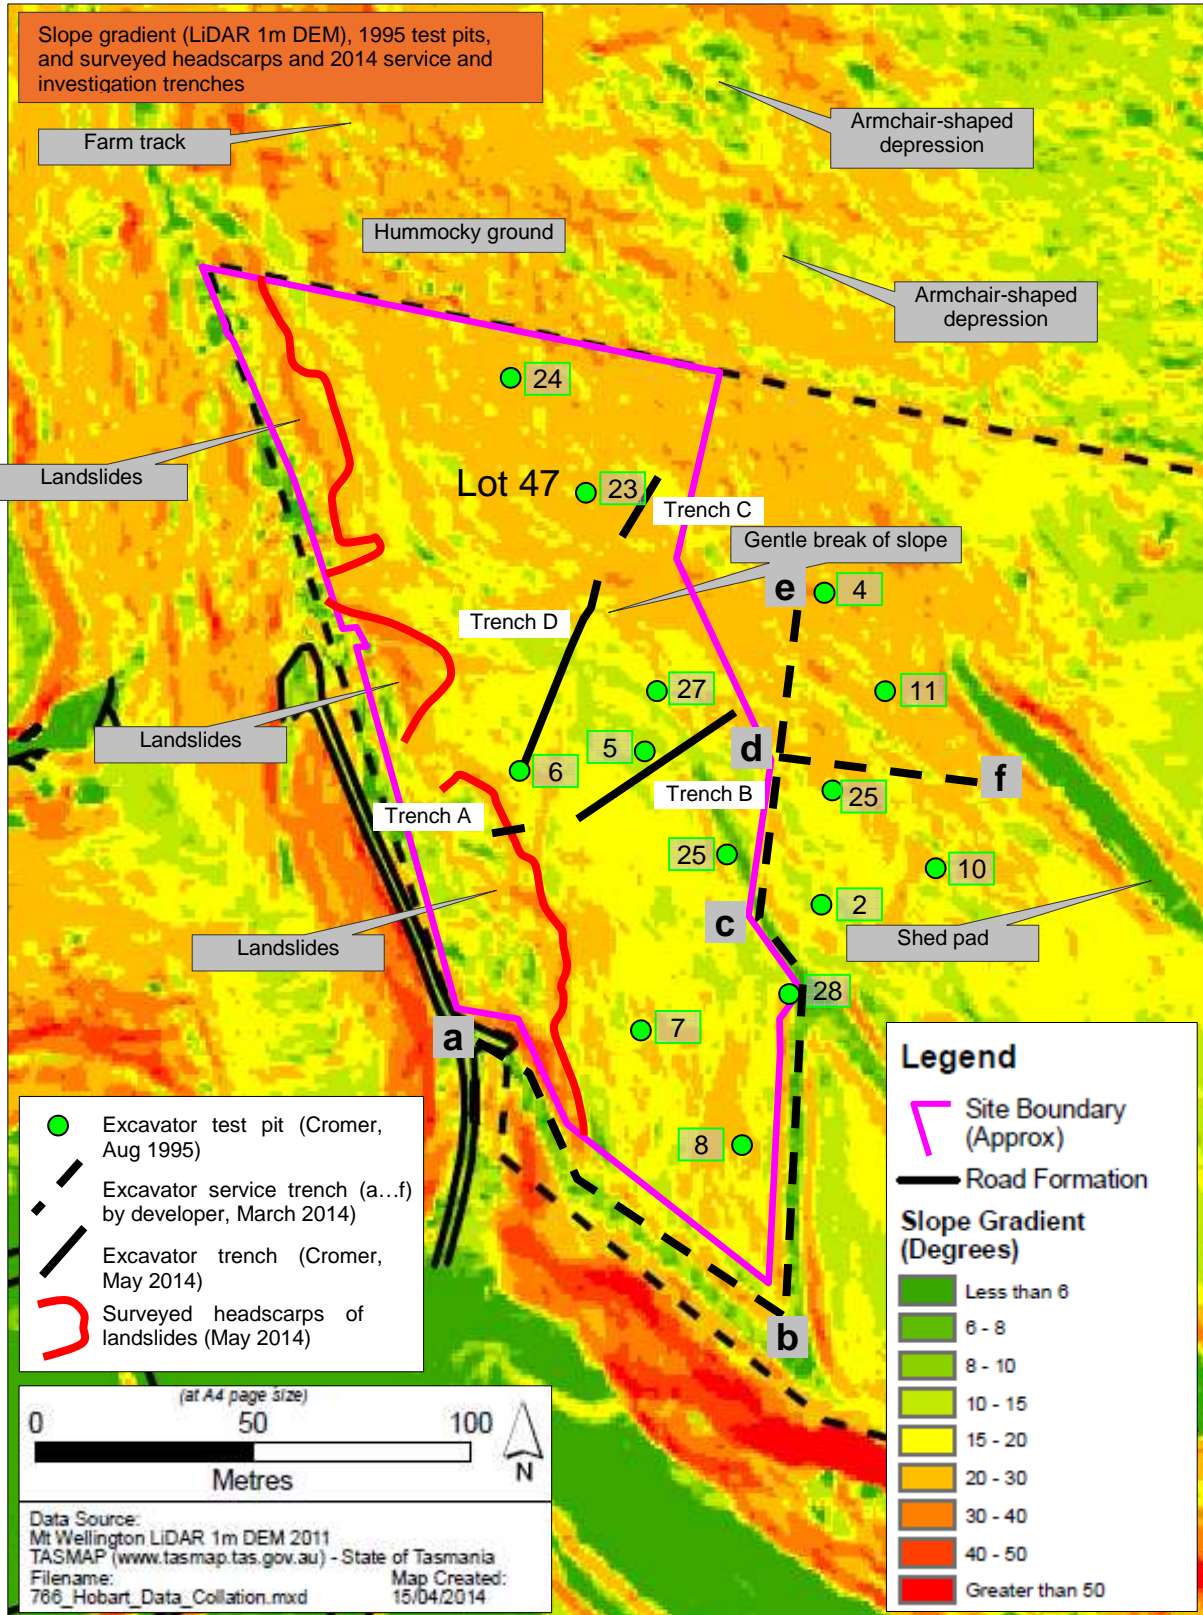 Slope gradient (LiDAR 1m DEM), 1995 test pits,
and surveyed headscarps and 2014 service and
investigation trenches
Farm track
Armchair-shaped
depression
Hummocky ground
Armchair-shaped
depression
24
Landslides
Lot 47
23
Trench C
Gentle break of slope
e
4
Trench D
27
11
Landslides
5
d
6
f
Trench B
25
Trench A
25
10
2
c
Landslides
Shed pad
28
7
a
8
b
Excavator test pit (Cromer,
Aug 1995)
Excavator service trench (a...f)
by developer, March 2014)
Excavator trench (Cromer,
May 2014)
Surveyed headscarps of
landslides (May 2014)
(at A4 page size)
0 50 100
Metres
N
Data Source:
Mt Wellington LiDAR 1m DEM 2011
TASMAP (www.tasmap.tas.gov.au) - State of Tasmania
Filename: Map Created:
766_Hobart_Data_Collation.mxd 15/04/2014
Legend
Site Boundary
(Approx)
Road Formation
Slope Gradient
(Degrees)
Less than 6
6 - 8
8 - 10
10 - 15
15 - 20
20 - 30
30 - 40
40 - 50
Greater than 50